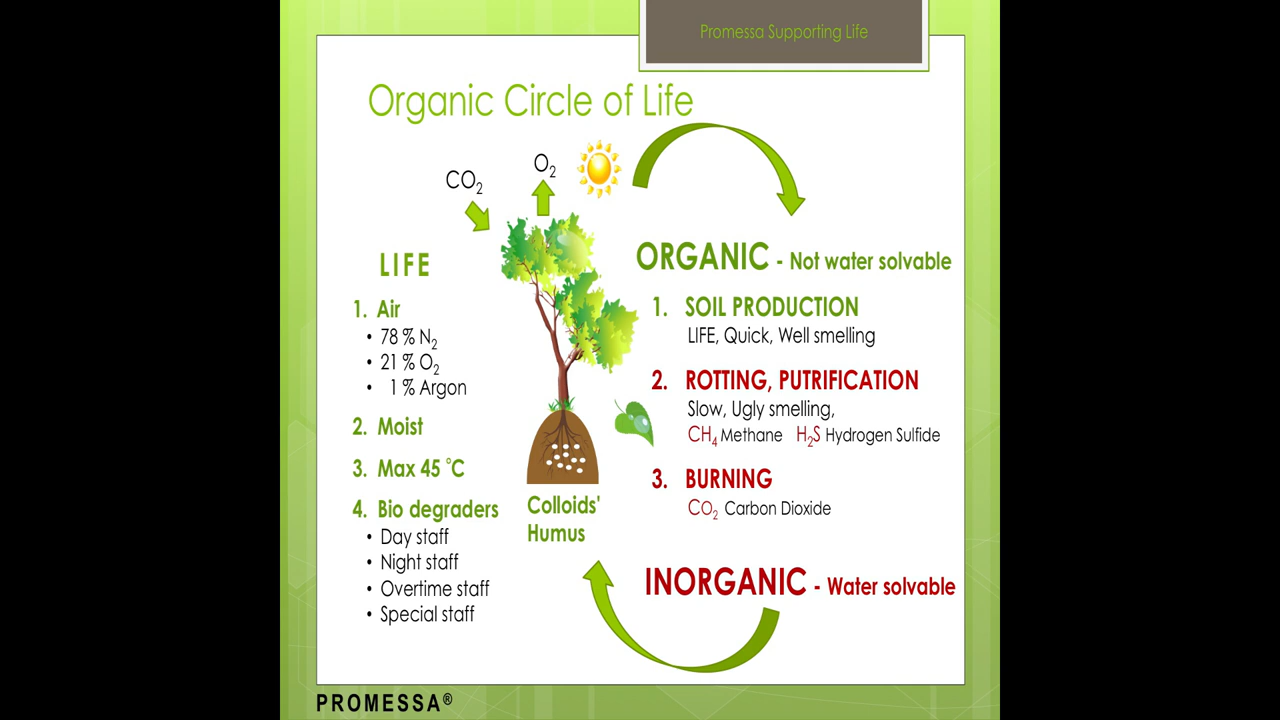 Promessa Supporting Life
Organic Circle of Life
CO₂
O₂
LIFE
1. Air
• 78 % N₂
• 21 % O₂
• 1 % Argon
2. Moist
3. Max 45 °C
4. Bio degraders
• Day staff
• Night staff
• Overtime staff
• Special staff
Colloids'
Humus
ORGANIC - Not water solvable
1. SOIL PRODUCTION
LIFE, Quick, Well smelling
2. ROTTING, PUTRIFICATION
Slow, Ugly smelling,
CH₄ Methane H₂S Hydrogen Sulfide
3. BURNING
CO₂ Carbon Dioxide
INORGANIC - Water solvable
PROMESSA®